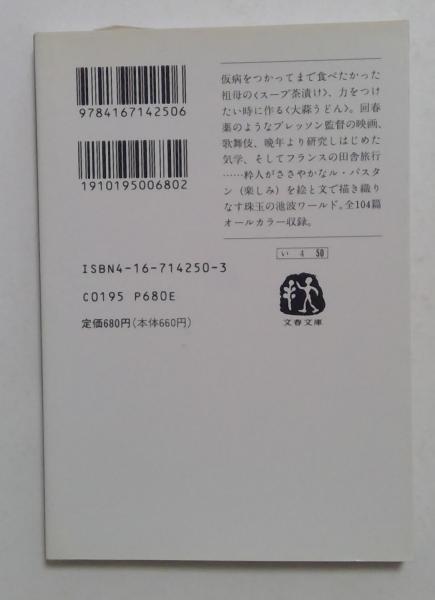 9784167142506
1910195006802
ISBN4-16-714250-3
C0195 P680E
定価680円(本体660円)
仮病をつかってまで食べたかった
祖母の〈スープ茶漬け〉、力をつけ
たい時に作る〈大蒜うどん〉。回春
薬のようなブレッソン監督の映画、
歌舞伎、晩年より研究しはじめた
気学、そしてフランスの田舎旅行
……粋人がささやかなル・パスタ
ン(楽しみ)を絵と文で描き織り
なす珠玉の池波ワールド。全104篇
オールカラー収録。
い 4 50
文春文庫